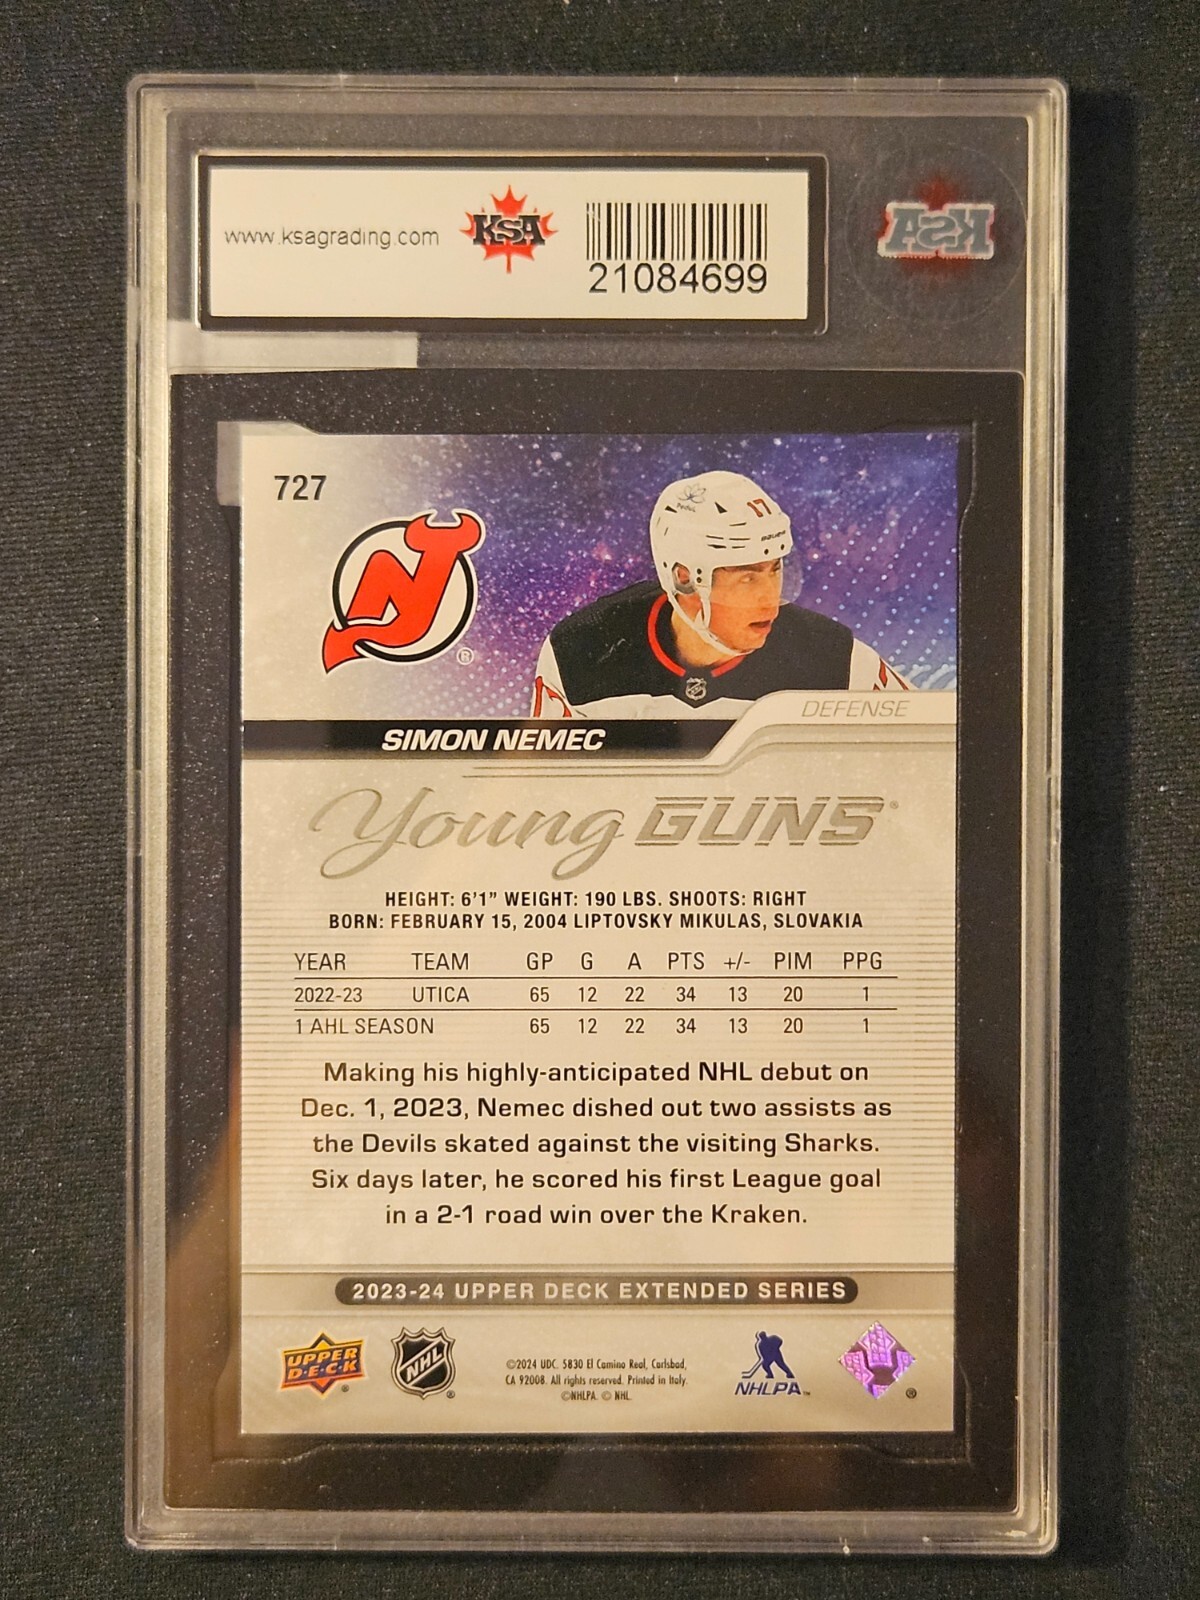 www.ksagrading.com
KSA
21084699
KSA
727
17
BAUER
®
DEFENSE
SIMON NEMEC
Young GUNS®
HEIGHT: 6'1" WEIGHT: 190 LBS. SHOOTS: RIGHT
BORN: FEBRUARY 15, 2004 LIPTOVSKY MIKULAS, SLOVAKIA
YEAR TEAM GP G A PTS +/- PIM PPG
2022-23 UTICA 65 12 22 34 13 20 1
1 AHL SEASON 65 12 22 34 13 20 1
Making his highly-anticipated NHL debut on
Dec. 1, 2023, Nemec dished out two assists as
the Devils skated against the visiting Sharks.
Six days later, he scored his first League goal
in a 2-1 road win over the Kraken.
2023-24 UPPER DECK EXTENDED SERIES
UPPER
D·E·C·K®
NHL®
©2024 UDC. 5830 El Camino Real, Carlsbad,
CA 92008. All rights reserved. Printed in Italy.
©NHLPA. © NHL.
NHLPA™
®